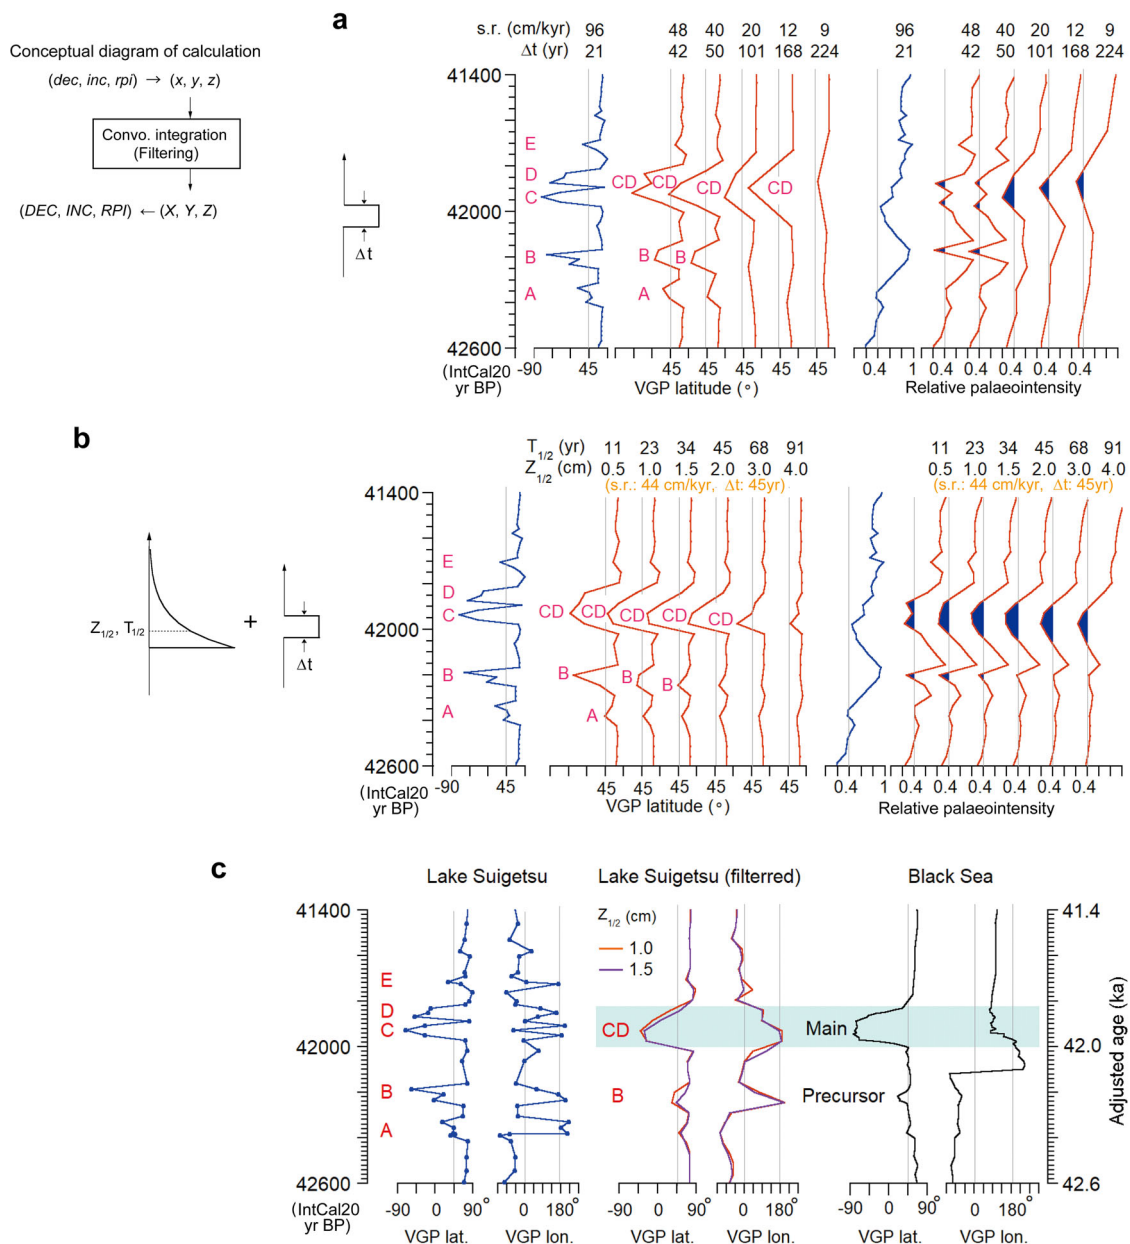 a
s.r. (cm/kyr) 96 48 40 20 12 9 96 48 40 20 12 9
Δt (yr) 21 42 50 101 168 224 21 42 50 101 168 224
Conceptual diagram of calculation
(dec, inc, rpi) → (x, y, z)
Convo. integration
(Filtering)
(DEC, INC, RPI) ← (X, Y, Z)
Δt
41400
E
D
CD CD CD CD
C
42000
B B B
A A
42600
(IntCal20
yr BP)
-90 45 45 45 45 45 45 0.4 1 0.4 0.4 0.4 0.4 0.4
VGP latitude (°) Relative palaeointensity
b
T1/2 (yr) 11 23 34 45 68 91 11 23 34 45 68 91
Z1/2 (cm) 0.5 1.0 1.5 2.0 3.0 4.0 0.5 1.0 1.5 2.0 3.0 4.0
(s.r.: 44 cm/kyr, Δt: 45yr) (s.r.: 44 cm/kyr, Δt: 45yr)
41400
E
D
CD CD CD CD CD
C
Z1/2, T1/2 + Δt
42000
B B B B
A A
42600
(IntCal20
yr BP)
-90 45 45 45 45 45 45 45 0.4 1 0.4 0.4 0.4 0.4 0.4 0.4
VGP latitude (°) Relative palaeointensity
c
Lake Suigetsu Lake Suigetsu (filterred) Black Sea
41400 41.4
Z1/2 (cm)
1.0
1.5
E
D
C CD Main
42000 42.0
B B Precursor
A
Adjusted age (ka)
42600 42.6
(IntCal20
yr BP)
-90 0 90° 0 180° -90 0 90° 0 180° -90 0 90° 0 180°
VGP lat. VGP lon. VGP lat. VGP lon. VGP lat. VGP lon.